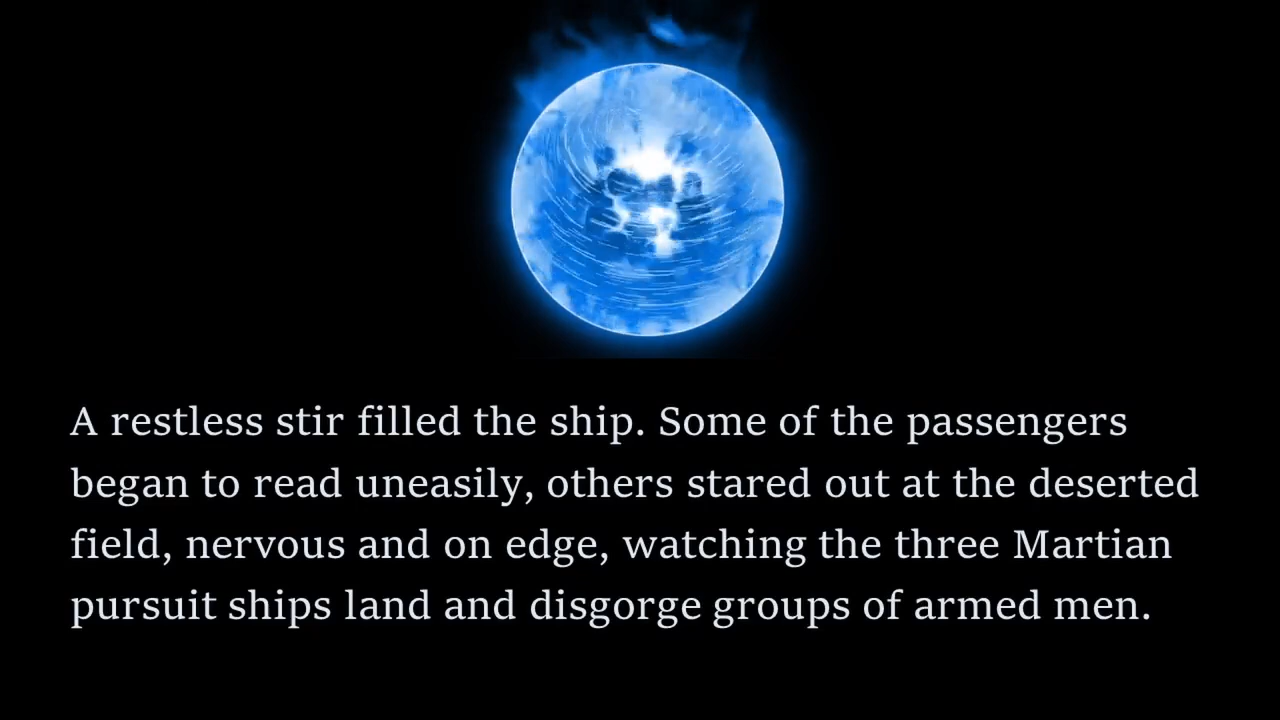 A restless stir filled the ship. Some of the passengers
began to read uneasily, others stared out at the deserted
field, nervous and on edge, watching the three Martian
pursuit ships land and disgorge groups of armed men.